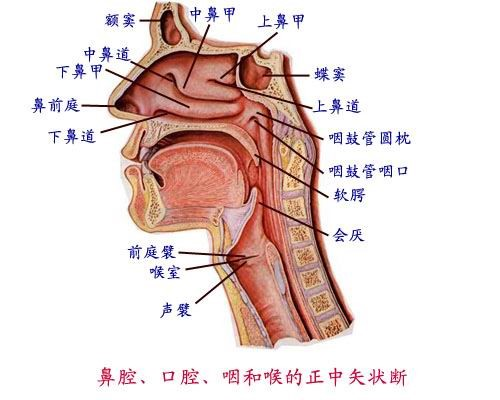 额窦
中鼻甲
上鼻甲
中鼻道
下鼻甲
蝶窦
鼻前庭
上鼻道
下鼻道
咽鼓管圆枕
咽鼓管咽口
软腭
会厌
前庭襞
喉室
声襞
鼻腔、口腔、咽和喉的正中矢状断